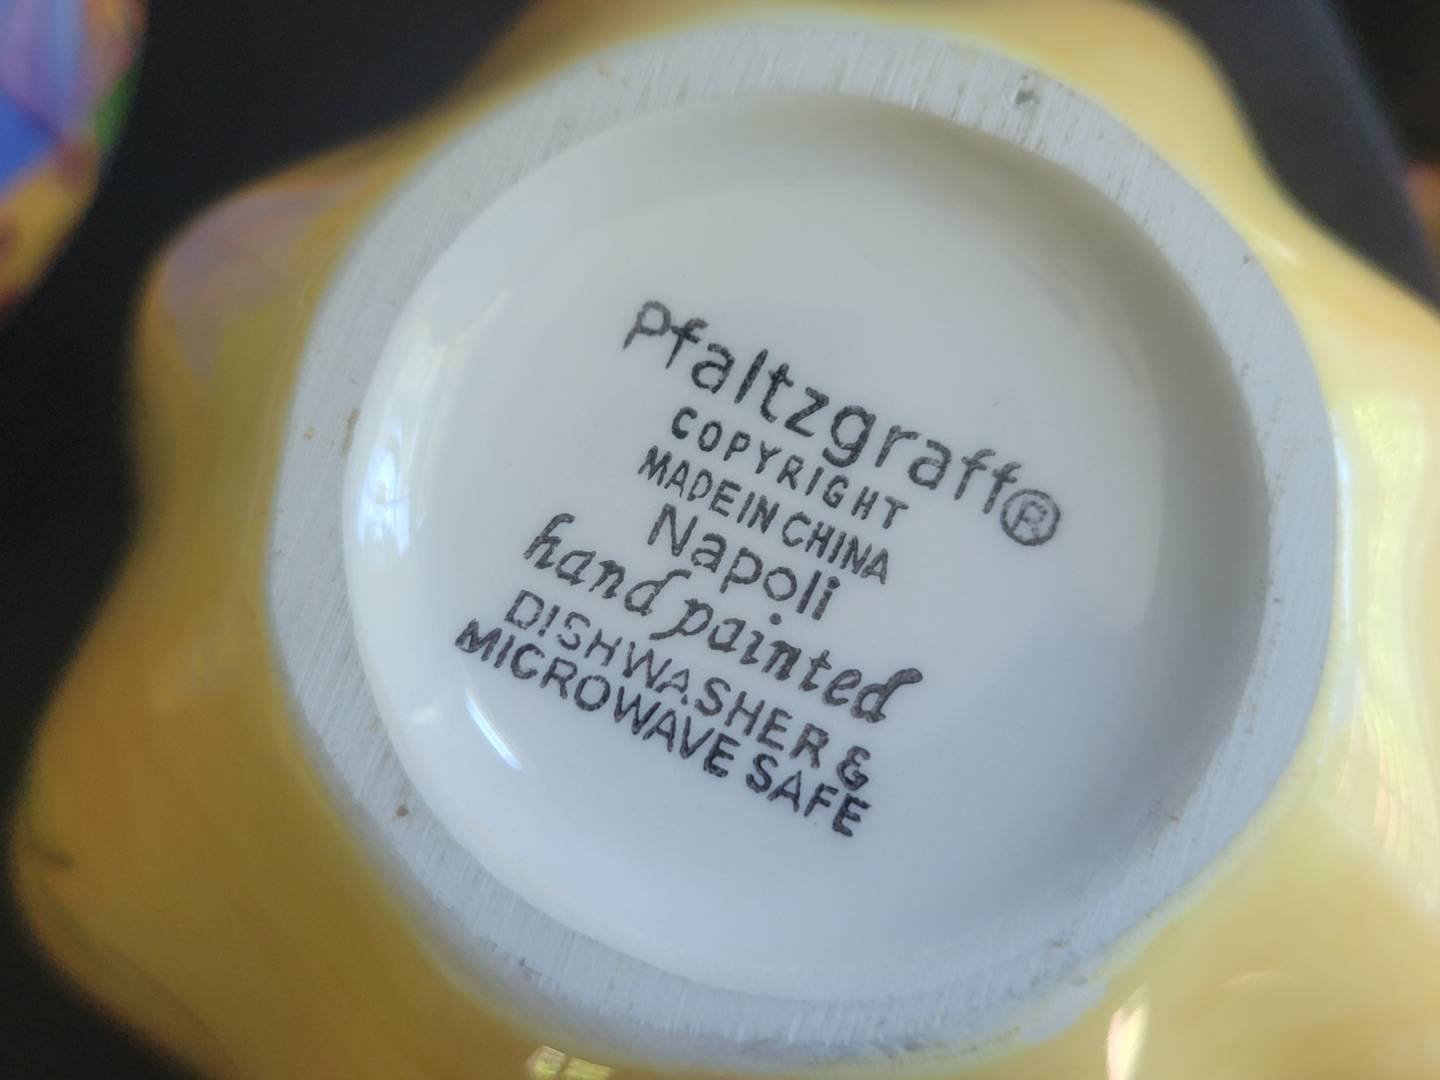 Pfaltzgraff®
COPYRIGHT
MADE IN CHINA
Napoli
hand painted
DISHWASHER &
MICROWAVE SAFE